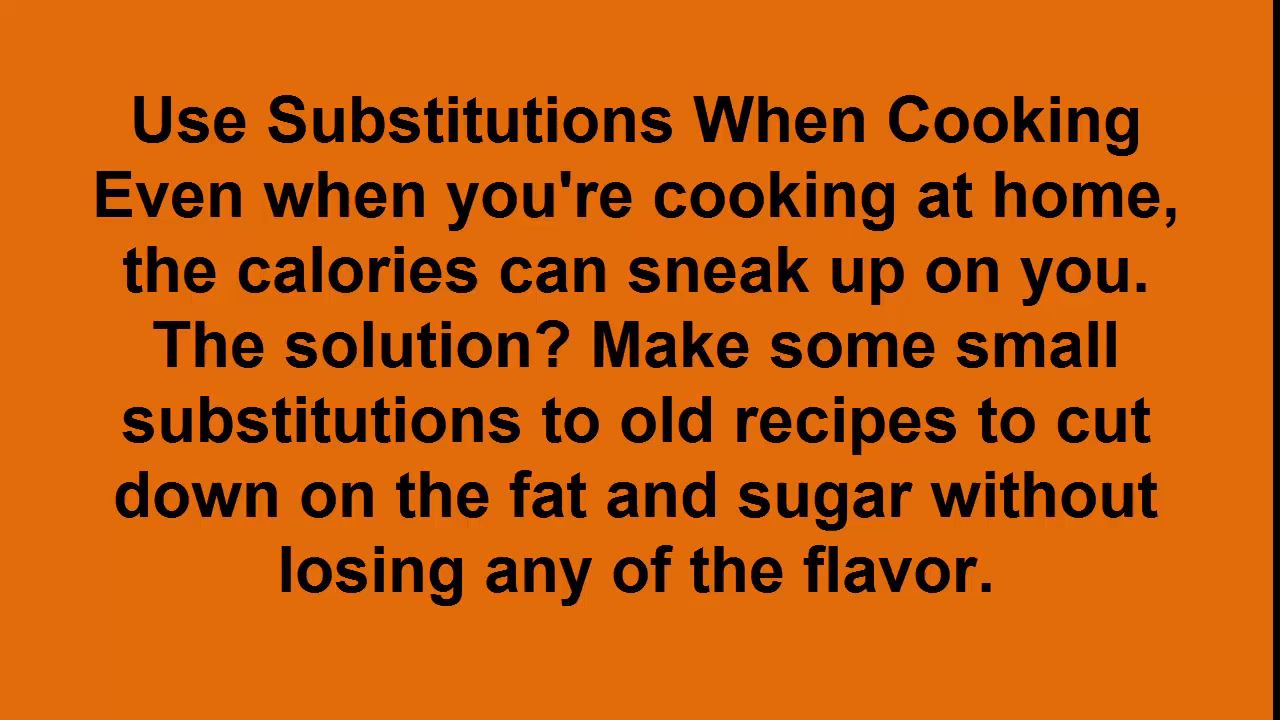 Use Substitutions When Cooking
Even when you're cooking at home,
the calories can sneak up on you.
The solution? Make some small
substitutions to old recipes to cut
down on the fat and sugar without
losing any of the flavor.